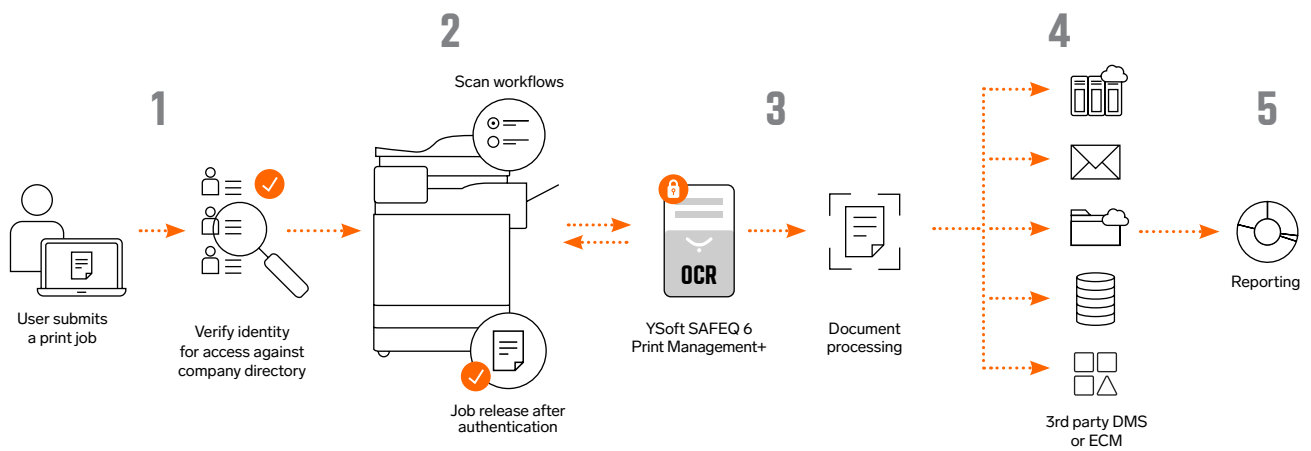 1
User submits
a print job
Verify identity
for access against
company directory
2
Scan workflows
Job release after
authentication
3
OCR
YSoft SAFEQ 6
Print Management+
Document
processing
4
3rd party DMS
or ECM
5
Reporting